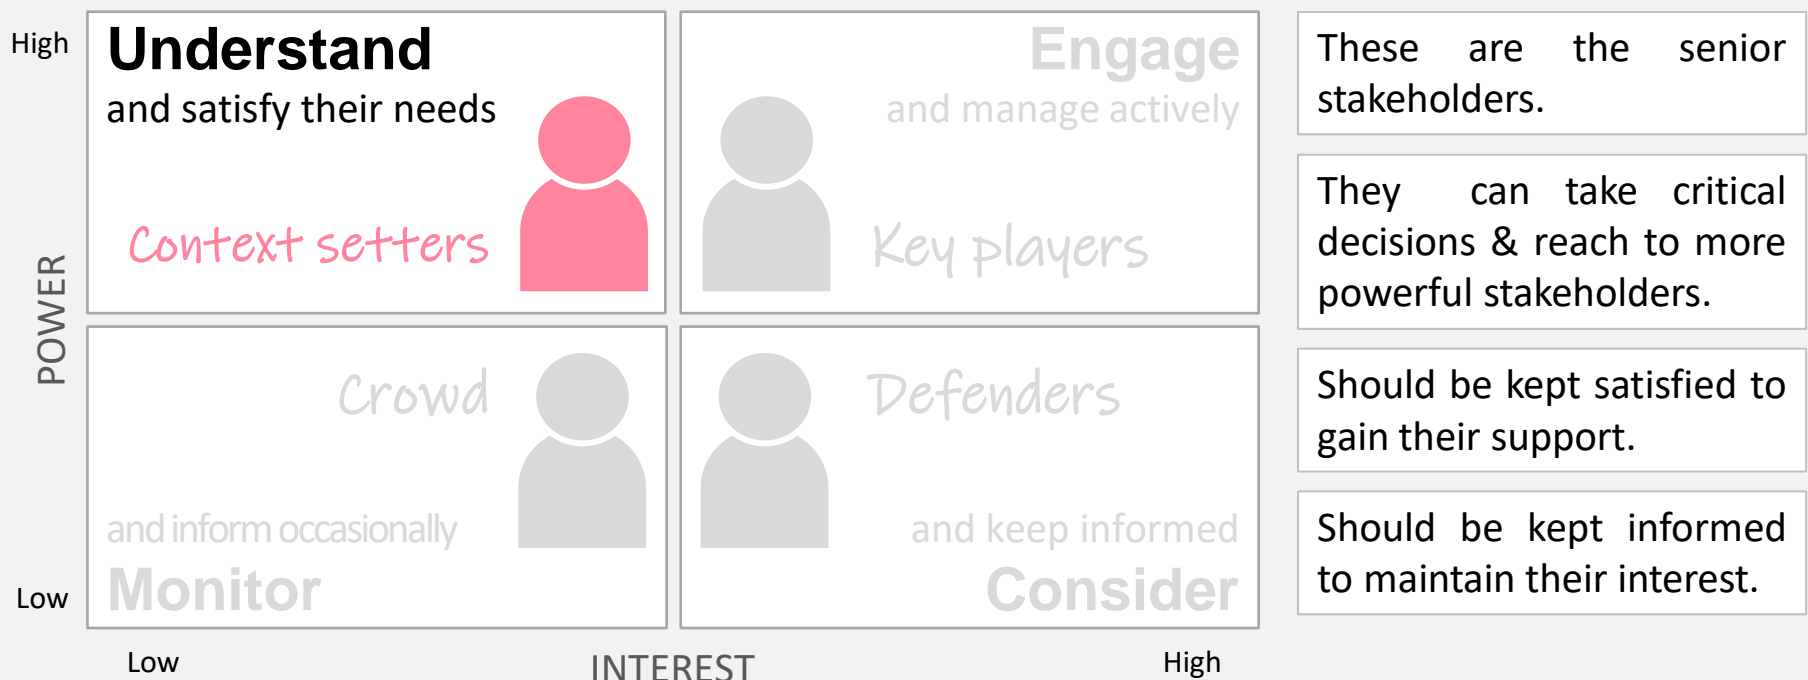 High
Understand
and satisfy their needs
Context setters
Engage
and manage actively
Key players
POWER
Crowd
and inform occasionally
Monitor
Defenders
and keep informed
Consider
Low
Low
INTEREST
High
These are the senior
stakeholders.
They can take critical
decisions & reach to more
powerful stakeholders.
Should be kept satisfied to
gain their support.
Should be kept informed
to maintain their interest.